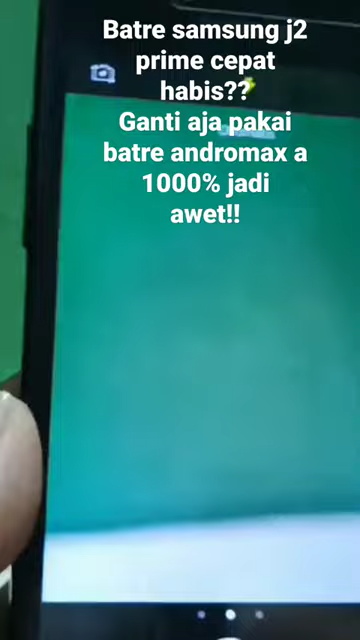 Batre samsung j2
prime cepat
habis??
Ganti aja pakai
batre andromax a
1000% jadi
awet!!